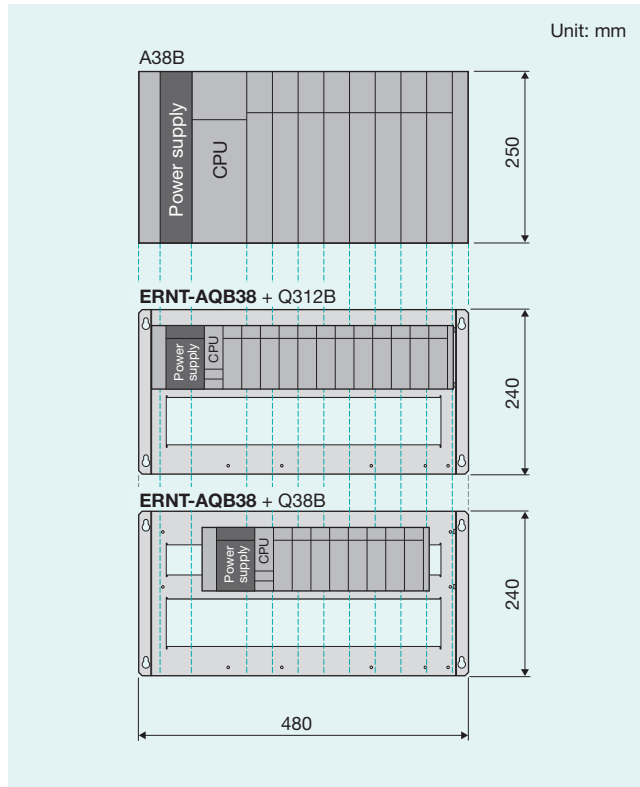 Unit: mm
A38B
Power supply
CPU
250
ERNT-AQB38 + Q312B
Power
supply
CPU
240
ERNT-AQB38 + Q38B
Power
supply
CPU
240
480